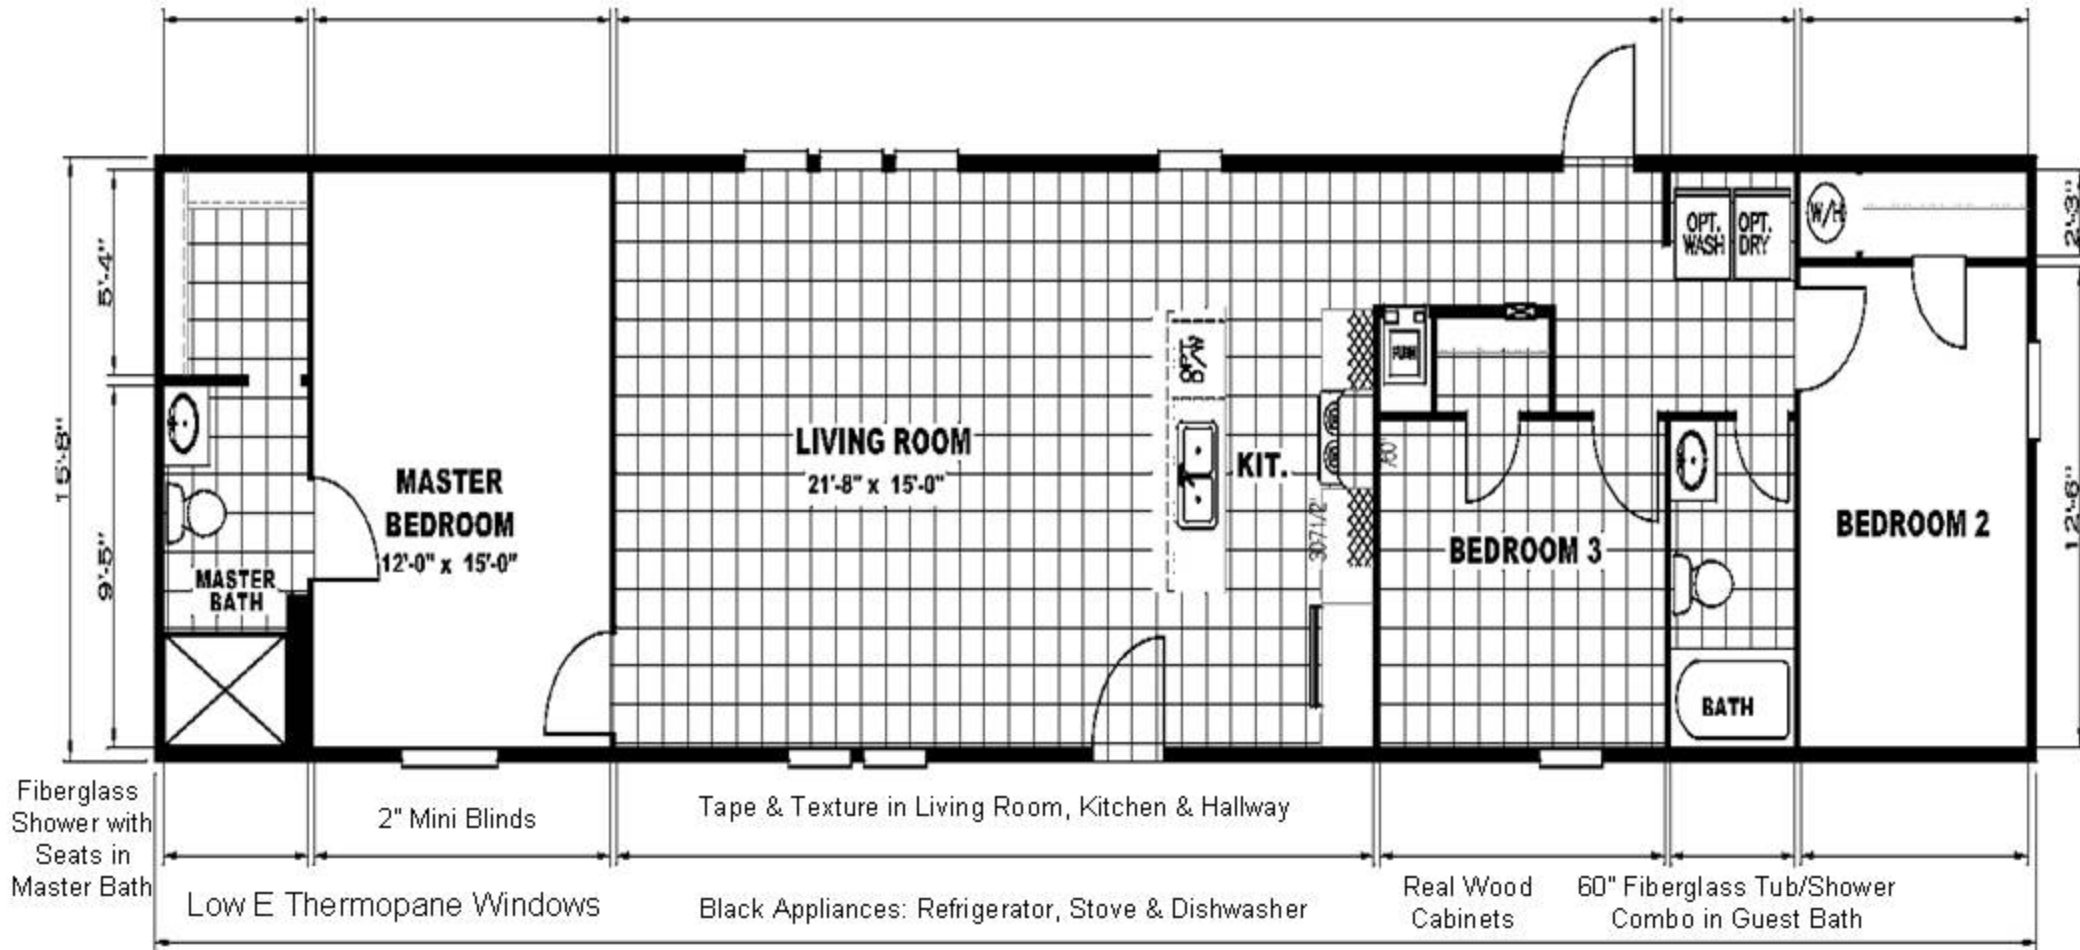 OPT.
WASH
OPT.
DRY
W/H
2'-3"
5'-4"
OPT.
D/W
FURN
15'-8"
LIVING ROOM
21'-8" x 15'-0"
KIT.
MASTER
BEDROOM
12'-0" x 15'-0"
9'-5"
MASTER
BATH
BEDROOM 3
BEDROOM 2
12'-6"
BATH
Fiberglass
Shower with
Seats in
Master Bath
2" Mini Blinds
Tape & Texture in Living Room, Kitchen & Hallway
Low E Thermopane Windows
Black Appliances: Refrigerator, Stove & Dishwasher
Real Wood
Cabinets
60" Fiberglass Tub/Shower
Combo in Guest Bath